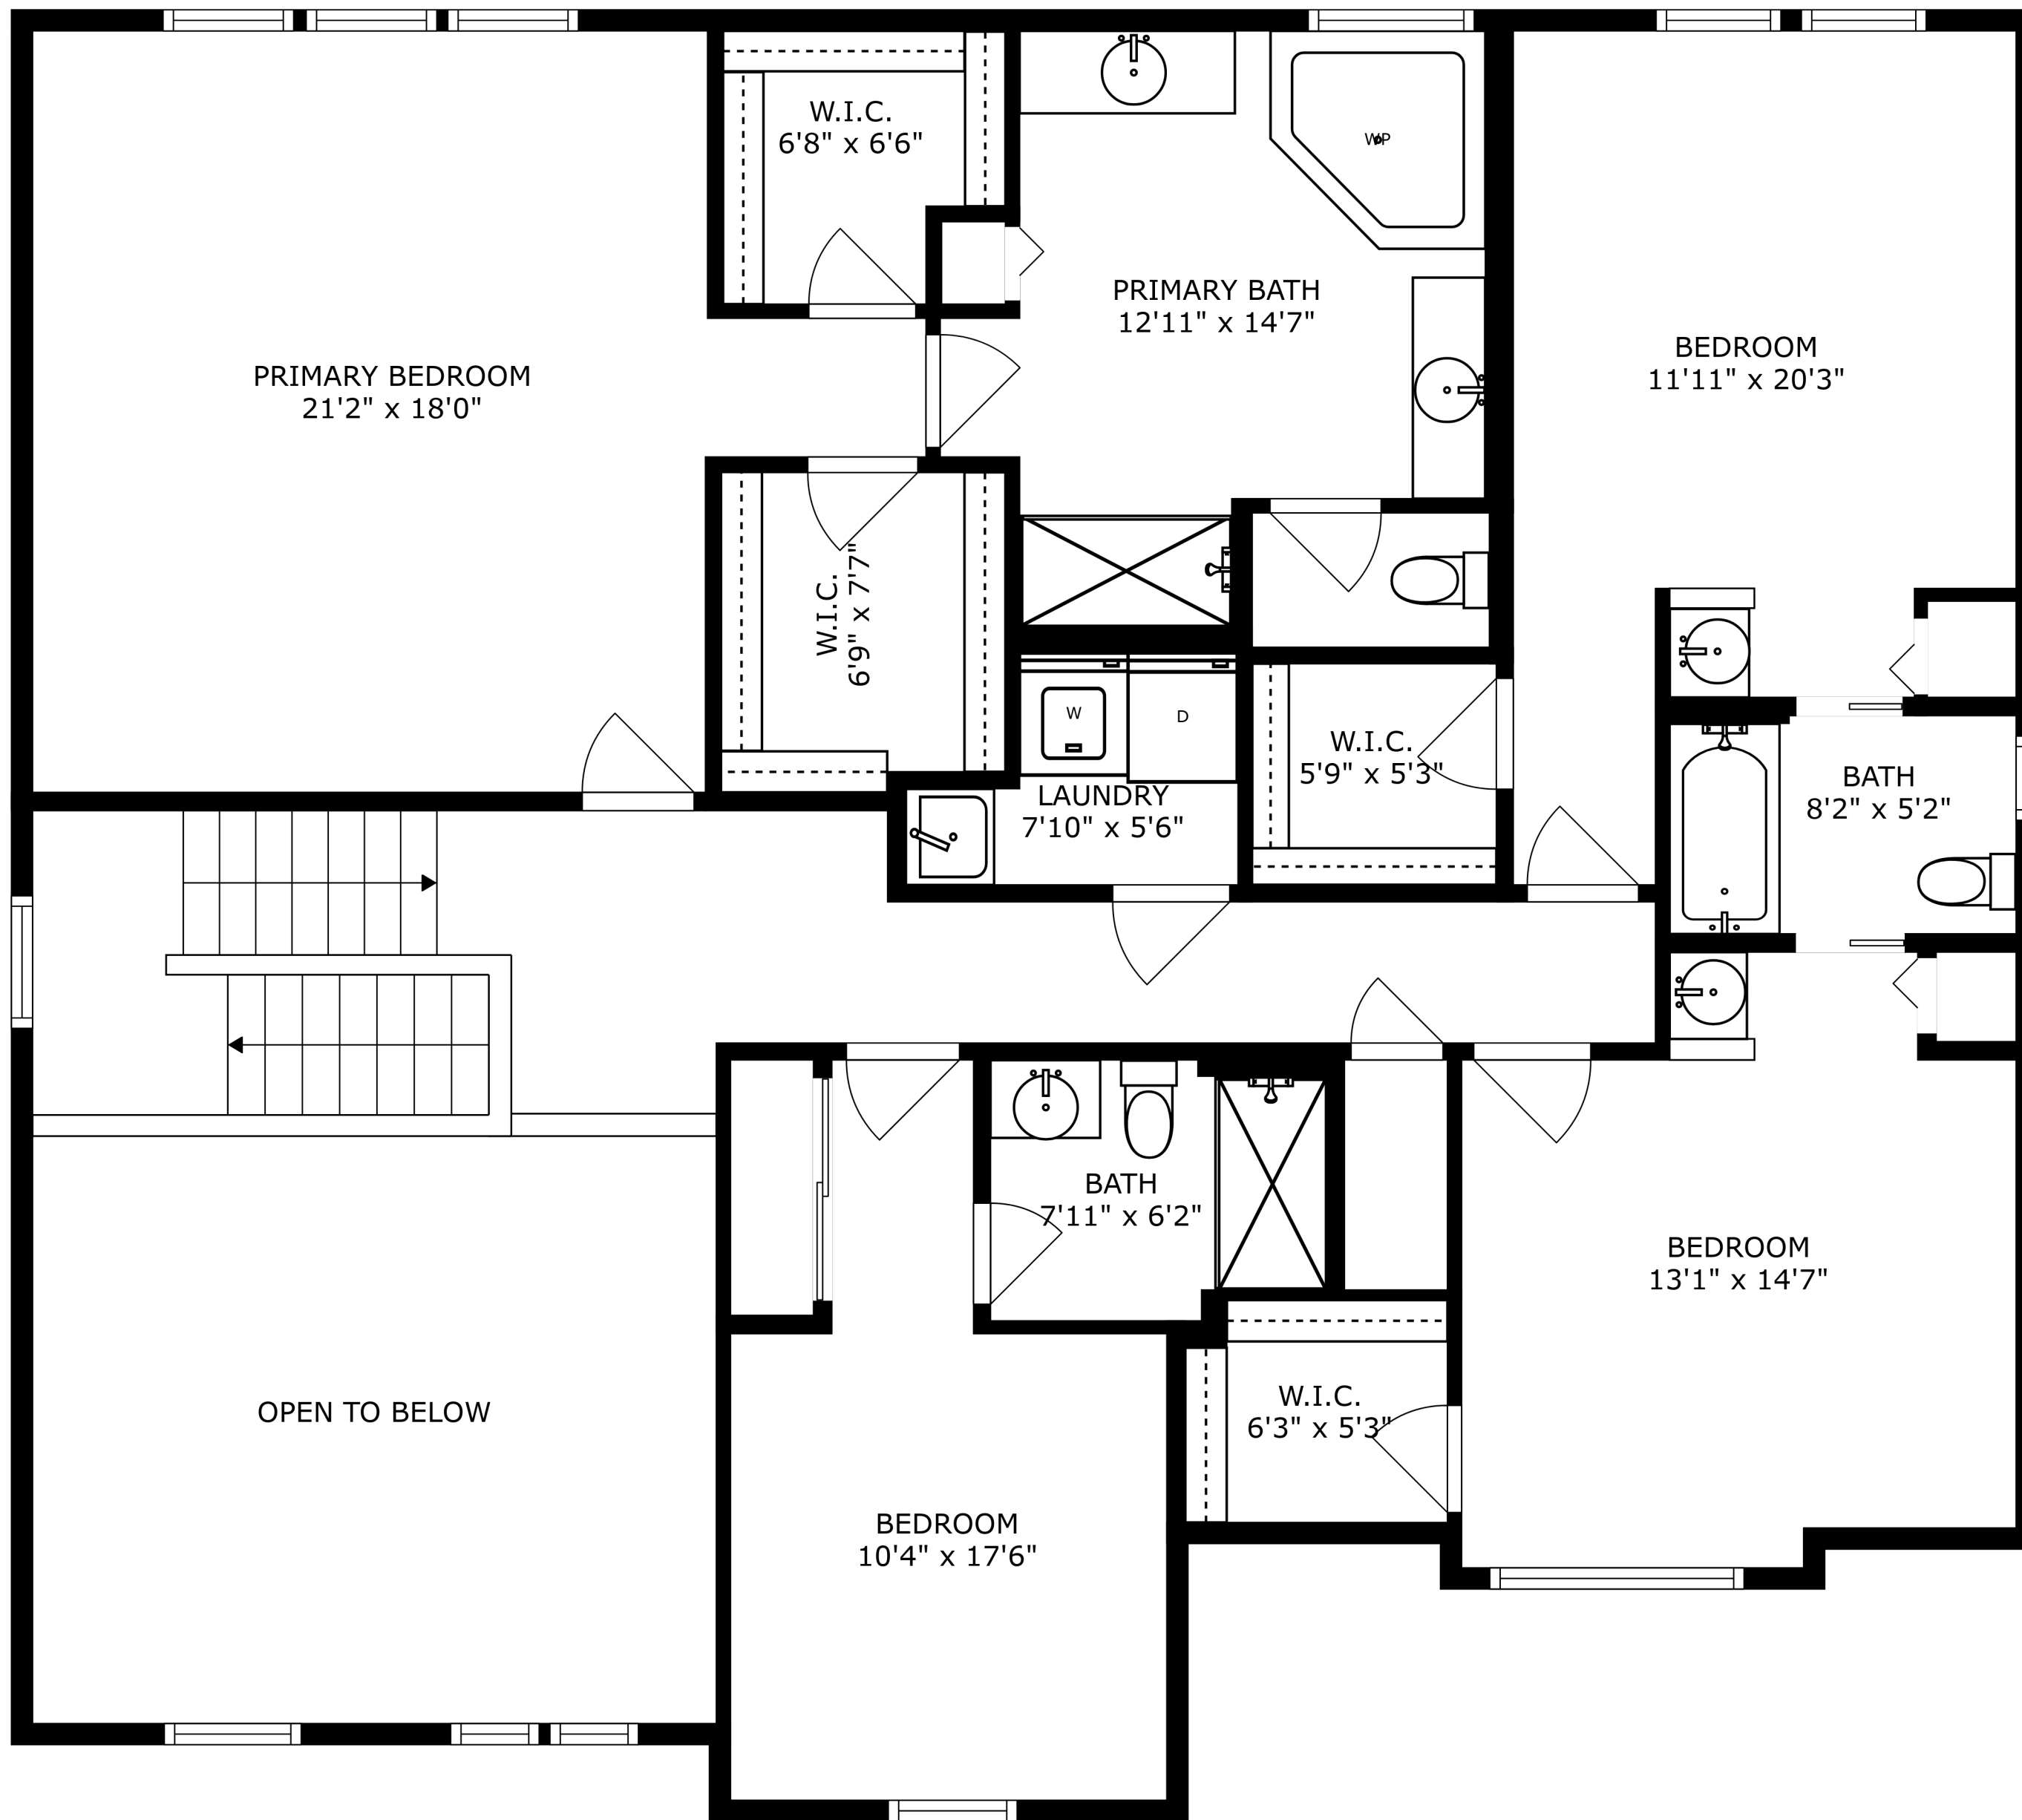 W.I.C.
6'8" x 6'6"
WP
PRIMARY BATH
12'11" x 14'7"
BEDROOM
11'11" x 20'3"
PRIMARY BEDROOM
21'2" x 18'0"
W.I.C.
6'9" x 7'7"
W
D
W.I.C.
5'9" x 5'3"
LAUNDRY
7'10" x 5'6"
BATH
8'2" x 5'2"
BATH
7'11" x 6'2"
BEDROOM
13'1" x 14'7"
OPEN TO BELOW
W.I.C.
6'3" x 5'3"
BEDROOM
10'4" x 17'6"